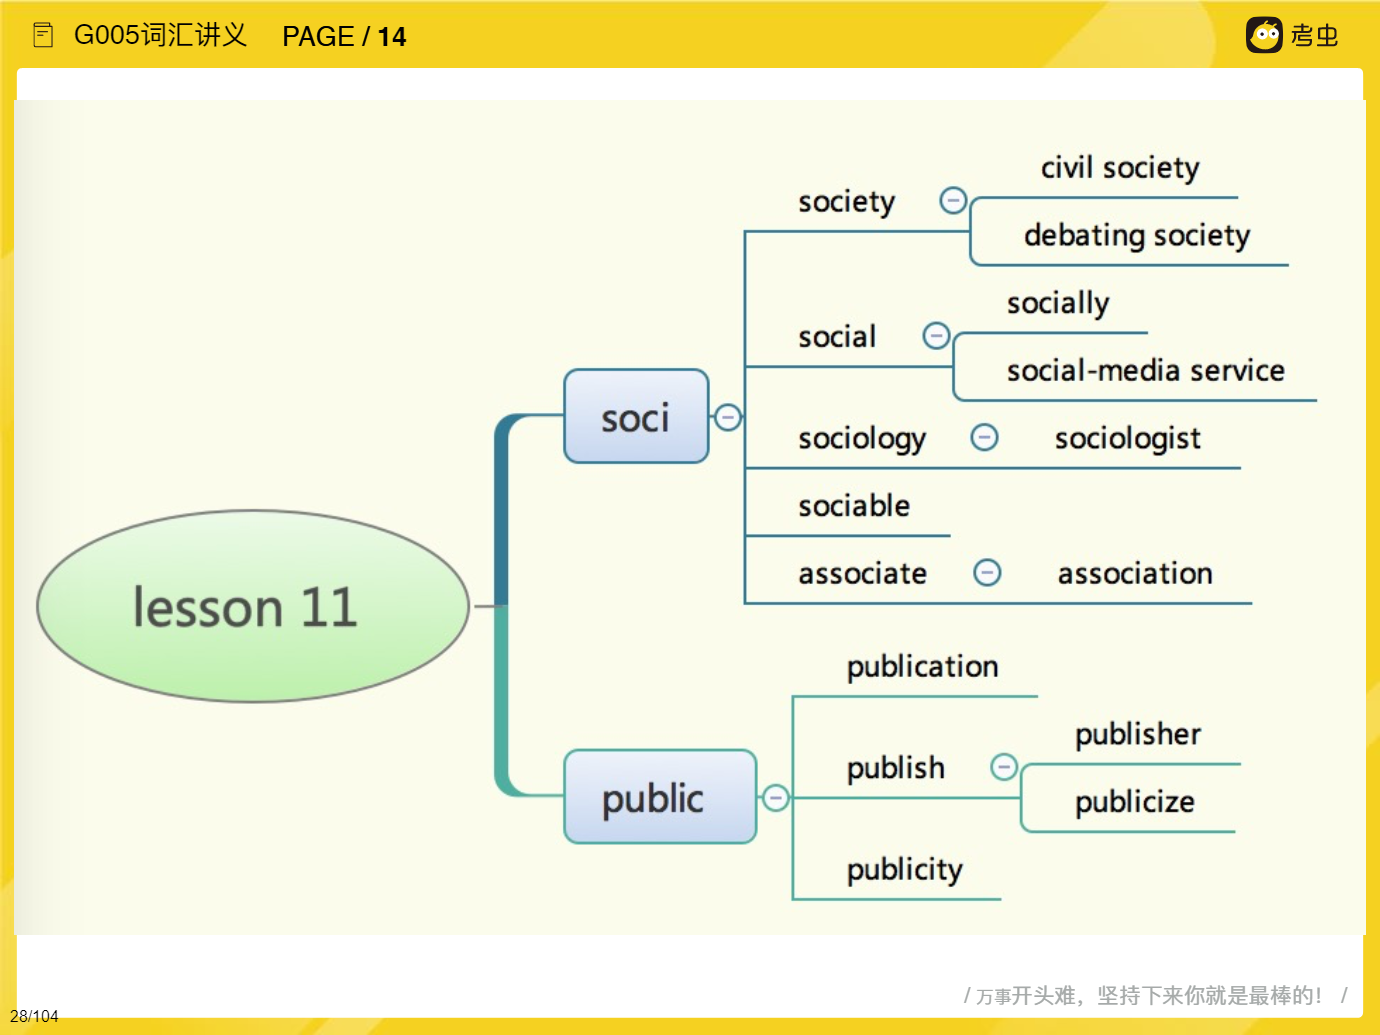 G005词汇讲义 PAGE / 14
考虫
civil society
society
debating society
socially
social
social-media service
soci
sociology
sociologist
sociable
associate
association
lesson 11
publication
publisher
publish
public
publicize
publicity
/ 万事开头难，坚持下来你就是最棒的！ /
28/104